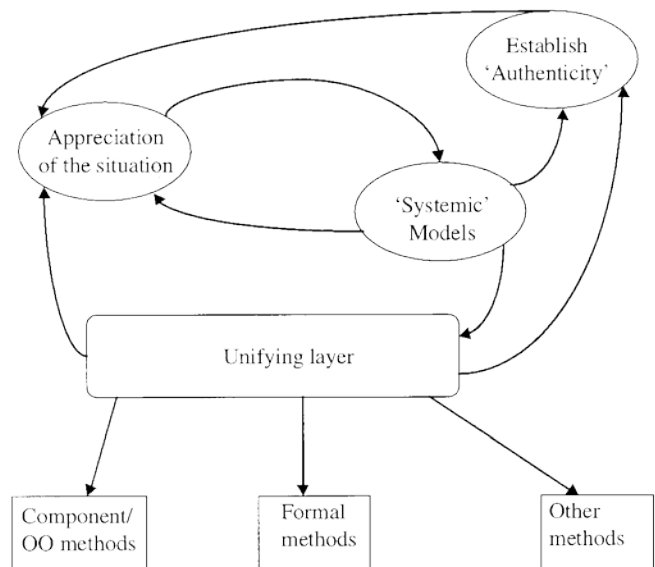 Establish
‘Authenticity’
Appreciation
of the situation
‘Systemic’
Models
Unifying layer
Component/
OO methods
Formal
methods
Other
methods